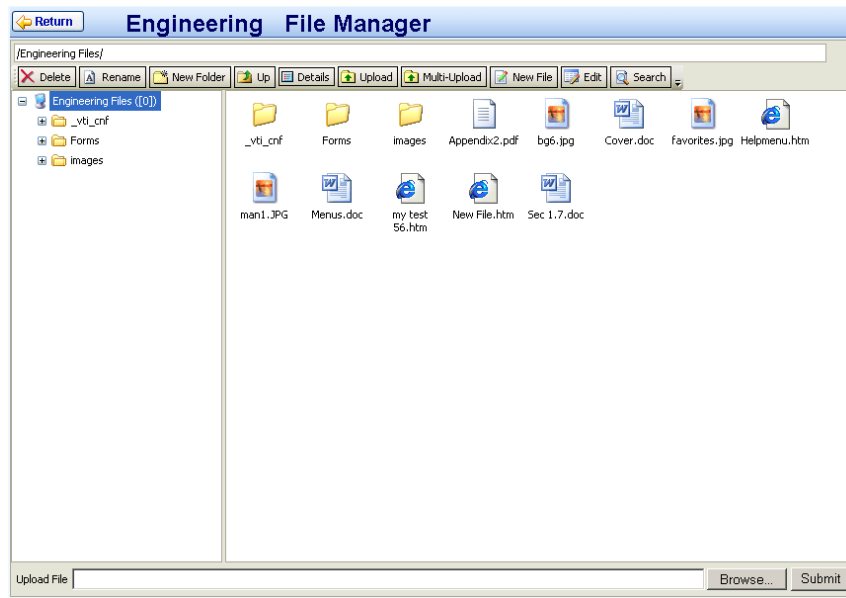 Return Engineering File Manager
/Engineering Files/
Delete Rename New Folder Up Details Upload Multi-Upload New File Edit Search
Engineering Files ([0])
_vti_cnf
Forms
images
_vti_cnf Forms images Appendix2.pdf bg6.jpg Cover.doc favorites.jpg Helpmenu.htm
man1.JPG Menus.doc my test 56.htm New File.htm Sec 1.7.doc
Upload File Browse... Submit